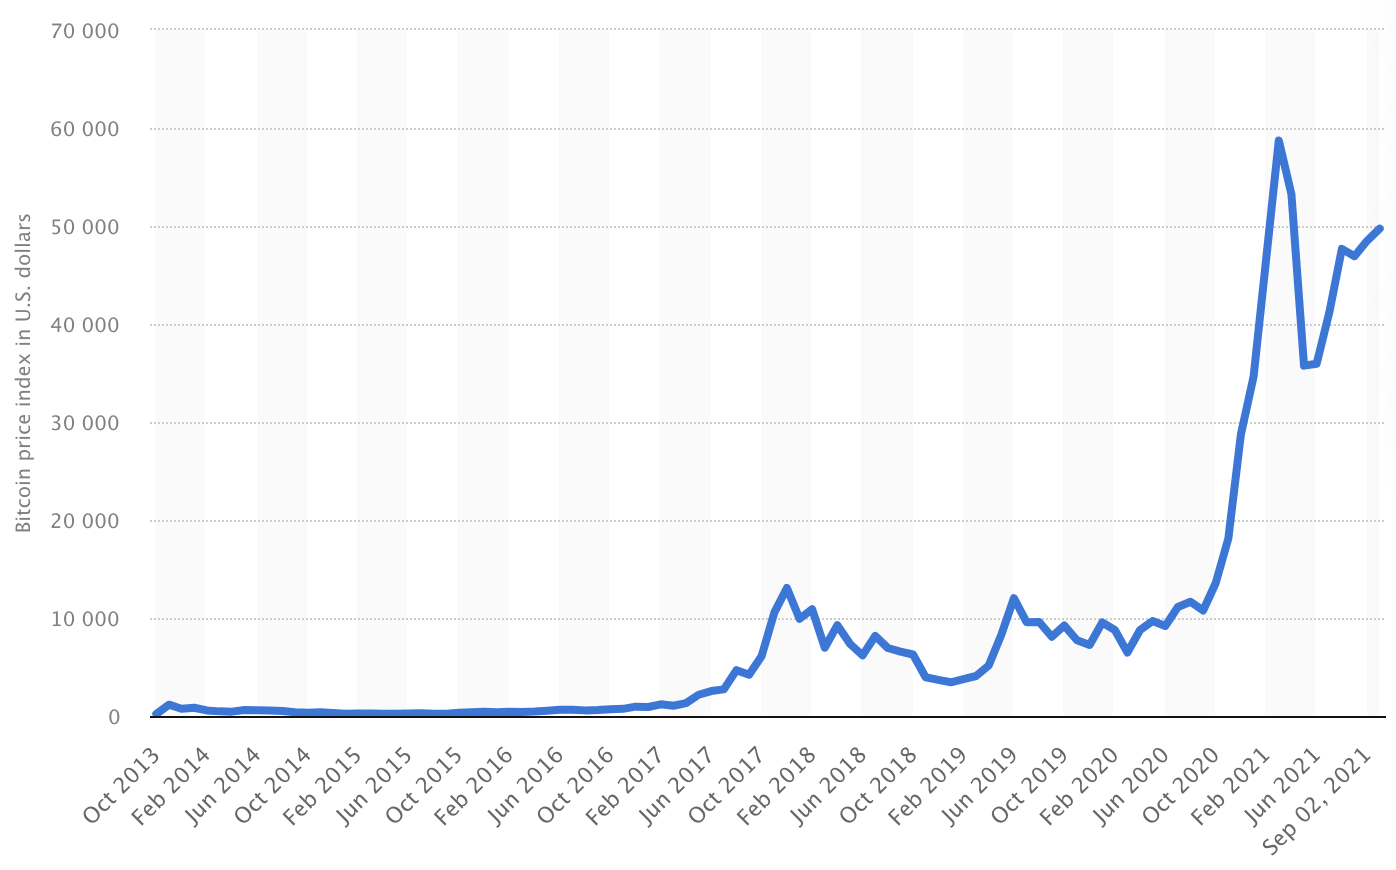 70 000
60 000
50 000
40 000
30 000
20 000
10 000
0
Bitcoin price index in U.S. dollars
Oct 2013
Feb 2014
Jun 2014
Oct 2014
Feb 2015
Jun 2015
Oct 2015
Feb 2016
Jun 2016
Oct 2016
Feb 2017
Jun 2017
Oct 2017
Feb 2018
Jun 2018
Oct 2018
Feb 2019
Jun 2019
Oct 2019
Feb 2020
Jun 2020
Oct 2020
Feb 2021
Jun 2021
Sep 02, 2021